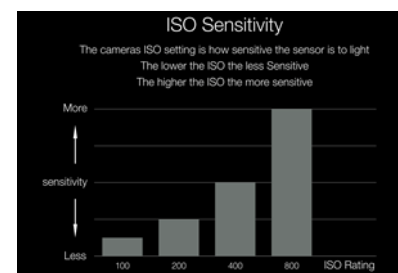 ISO Sensitivity
The cameras ISO setting is how sensitive the sensor is to light
The lower the ISO the less Sensitive
The higher the ISO the more sensitive
More
sensitivity
Less
100 200 400 800 ISO Rating